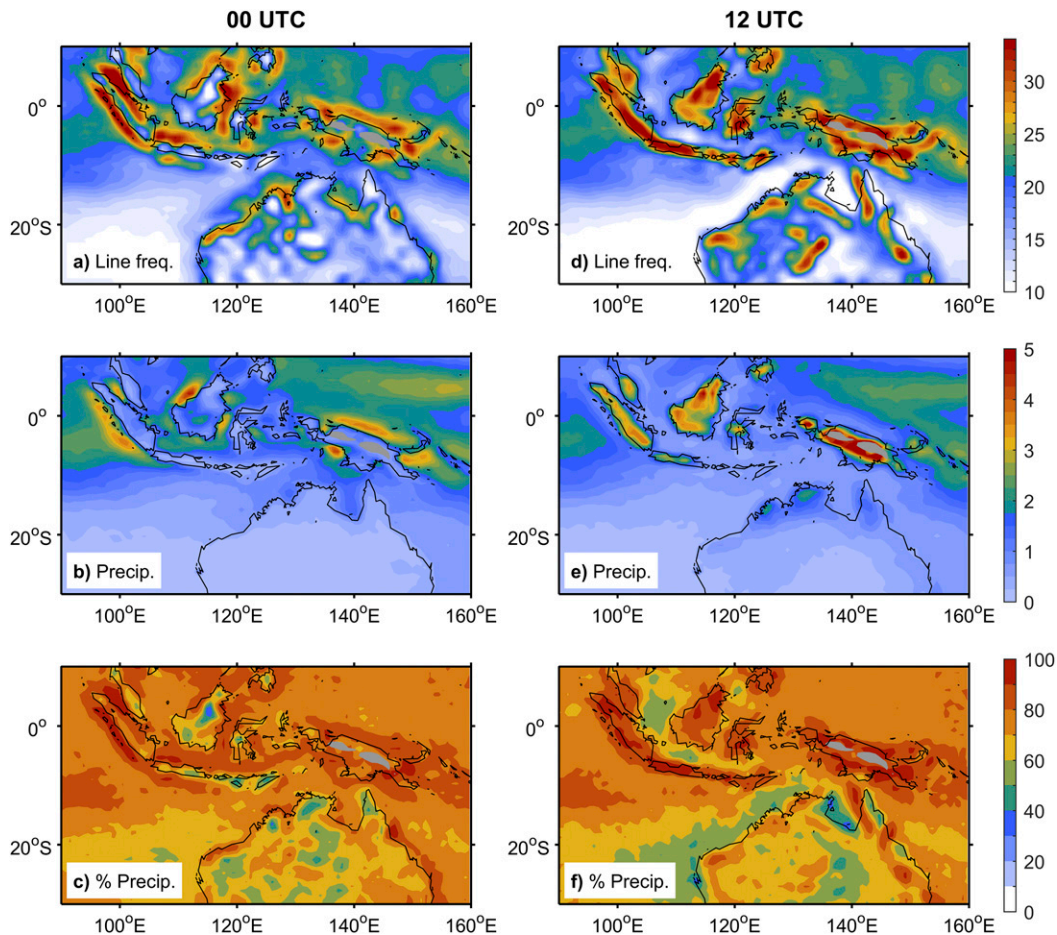 00 UTC
12 UTC
0°
20°S
a) Line freq.
100°E
120°E
140°E
160°E
d) Line freq.
100°E
120°E
140°E
160°E
30
25
20
15
10
0°
20°S
b) Precip.
100°E
120°E
140°E
160°E
0°
20°S
e) Precip.
100°E
120°E
140°E
160°E
5
4
3
2
1
0
0°
20°S
c) % Precip.
100°E
120°E
140°E
160°E
0°
20°S
f) % Precip.
100°E
120°E
140°E
160°E
100
80
60
40
20
0